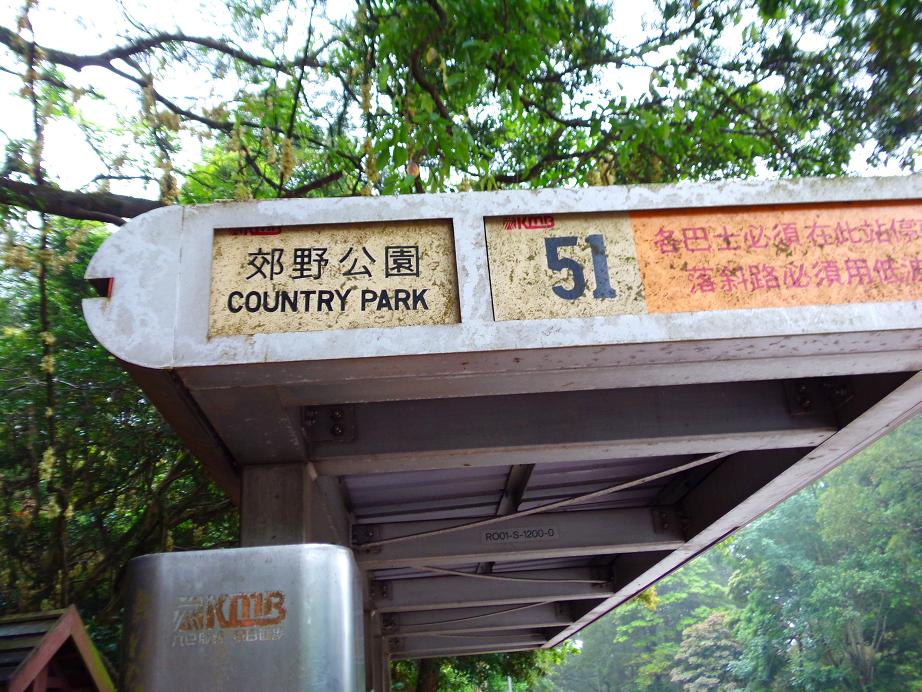 郊野公園
COUNTRY PARK
KMB
51
各巴士必須在此站停
落斜路必須用低波
RO01-S-1200-0
KMB